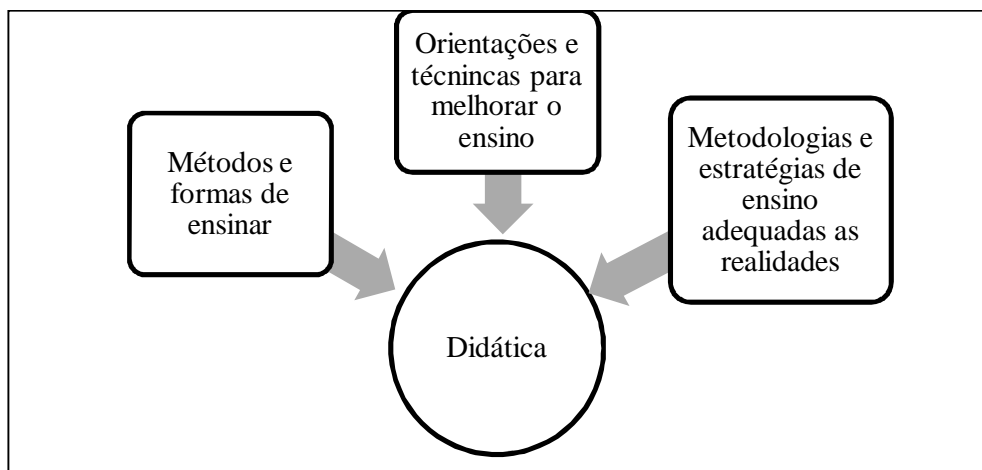 Métodos e
formas de
ensinar
Orientações e
técnincas para
melhorar o
ensino
Metodologias e
estratégias de
ensino
adequadas as
realidades
Didática